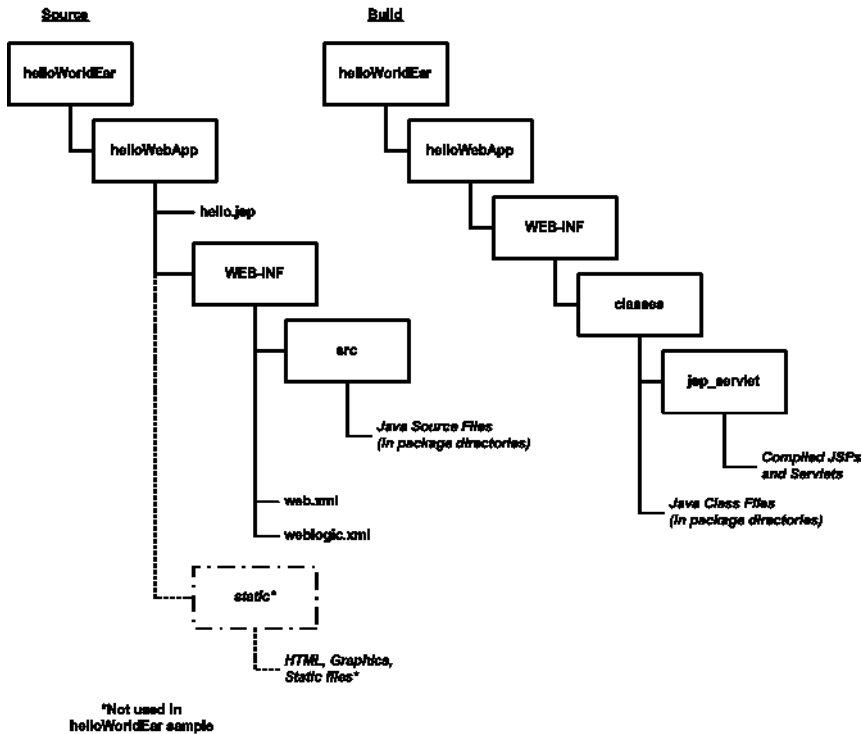 Source
helloWorldEar
helloWebApp
hello.jsp
WEB-INF
src
Java Source Files
(in package directories)
web.xml
weblogic.xml
static*
HTML, Graphics,
Static files*
*Not used in
helloWorldEar sample
Build
helloWorldEar
helloWebApp
WEB-INF
classes
jsp_servlet
Compiled JSPs
and Servlets
Java Class Files
(in package directories)